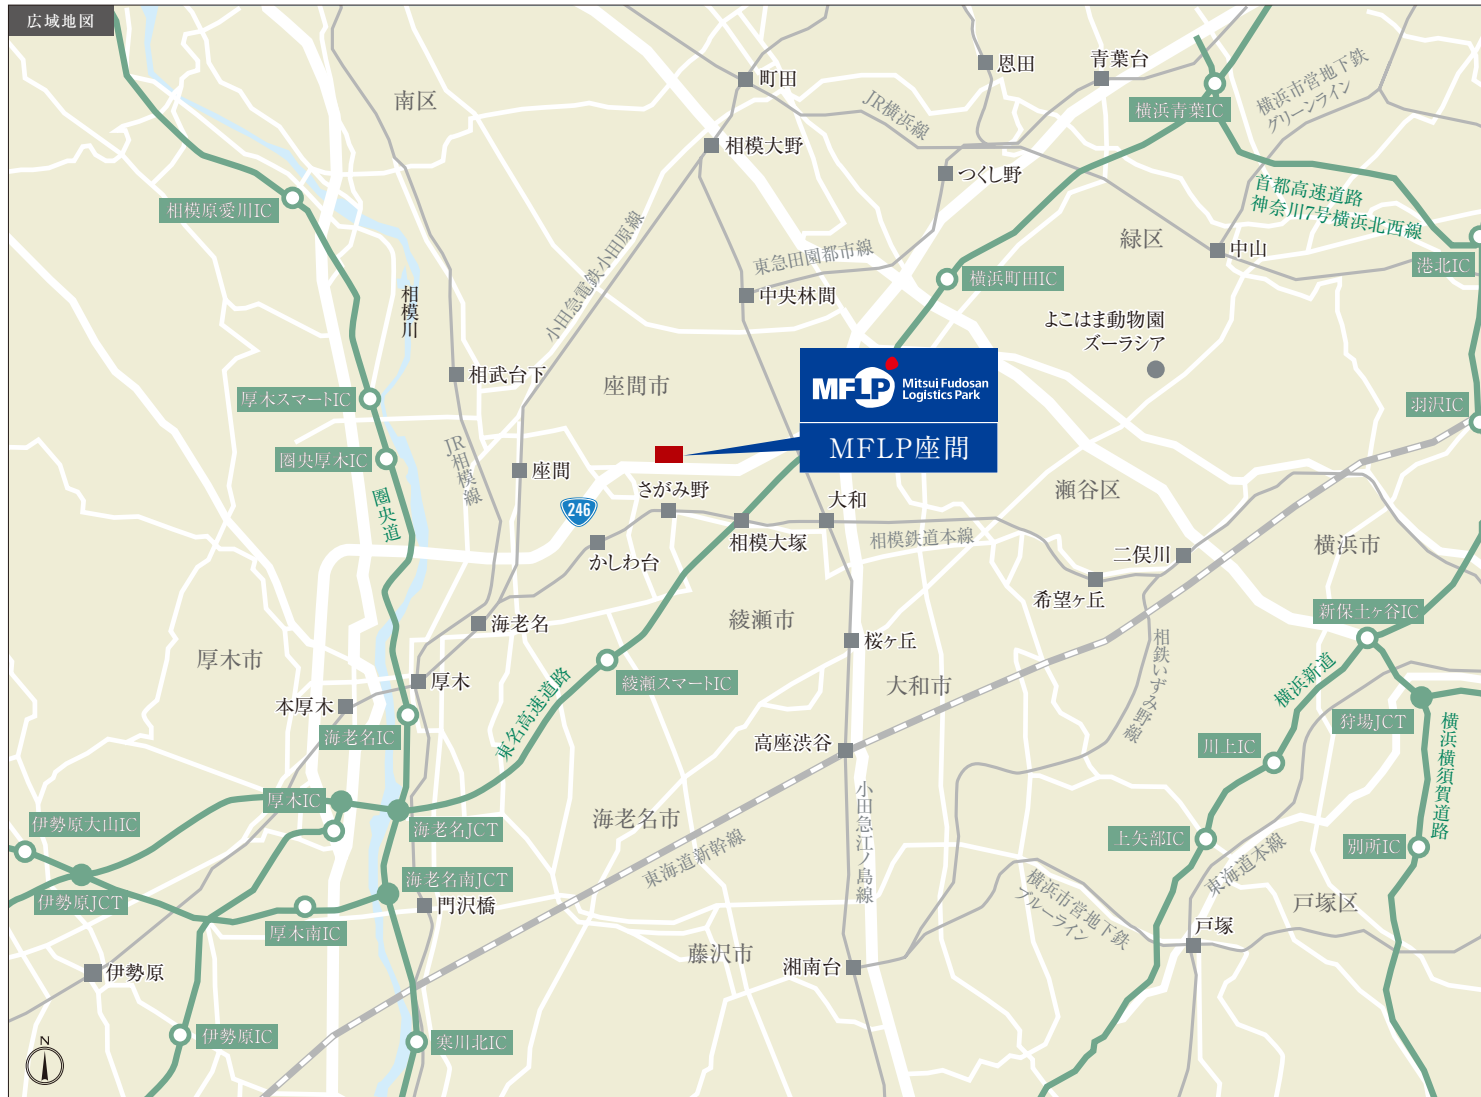 広域地図
南区
町田
恩田
青葉台
横浜青葉IC
横浜市営地下鉄
グリーンライン
JR横浜線
相模大野
つくし野
相模原愛川IC
首都高速道路
神奈川7号横浜北西線
緑区
中山
港北IC
小田急電鉄小田原線
東急田園都市線
中央林間
横浜町田IC
相模川
よこはま動物園
ズーラシア
MFLP
Mitsui Fudosan
Logistics Park
MFLP座間
相武台下
座間市
厚木スマートIC
羽沢IC
圏央厚木IC
JR相模線
座間
さがみ野
瀬谷区
圏央道
246
大和
相模大塚
相模鉄道本線
かしわ台
二俣川
横浜市
希望ヶ丘
海老名
綾瀬市
桜ヶ丘
新保土ヶ谷IC
厚木市
厚木
綾瀬スマートIC
大和市
相鉄いずみ野線
横浜新道
本厚木
海老名IC
東名高速道路
狩場JCT
高座渋谷
川上IC
横浜横須賀道路
厚木IC
伊勢原大山IC
海老名JCT
海老名市
小田急江ノ島線
上矢部IC
別所IC
東海道新幹線
東海道本線
海老名南JCT
伊勢原JCT
門沢橋
横浜市営地下鉄
ブルーライン
戸塚区
厚木南IC
戸塚
藤沢市
湘南台
伊勢原
伊勢原IC
寒川北IC
N